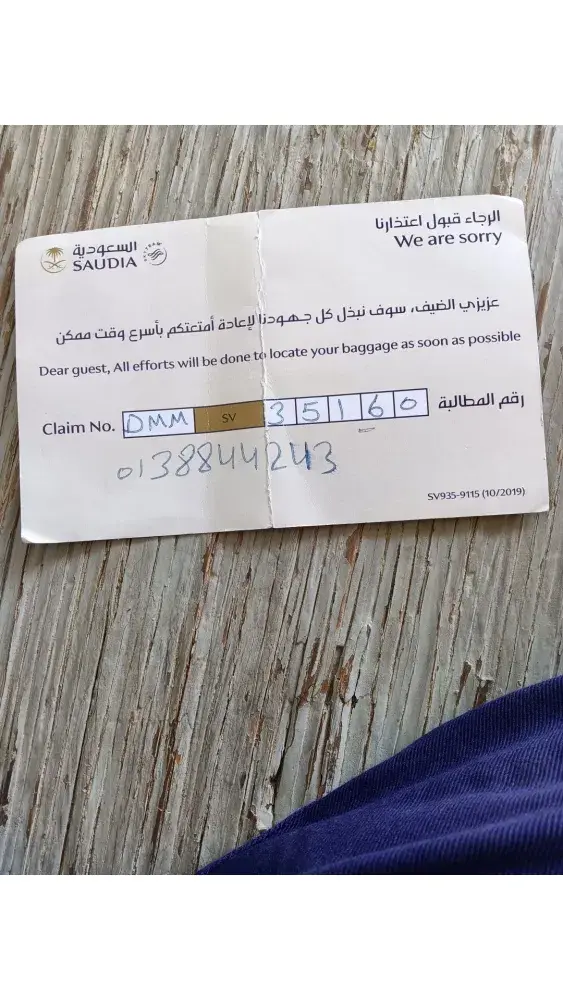 السعودية
SAUDIA
SKYTEAM
الرجاء قبول اعتذارنا
We are sorry
عزيزي الضيف، سوف نبذل كل جهودنا لإعادة أمتعتكم بأسرع وقت ممكن
Dear guest, All efforts will be done to locate your baggage as soon as possible
Claim No. DMM SV 35160 رقم المطالبة
0138844243
SV935-9115 (10/2019)